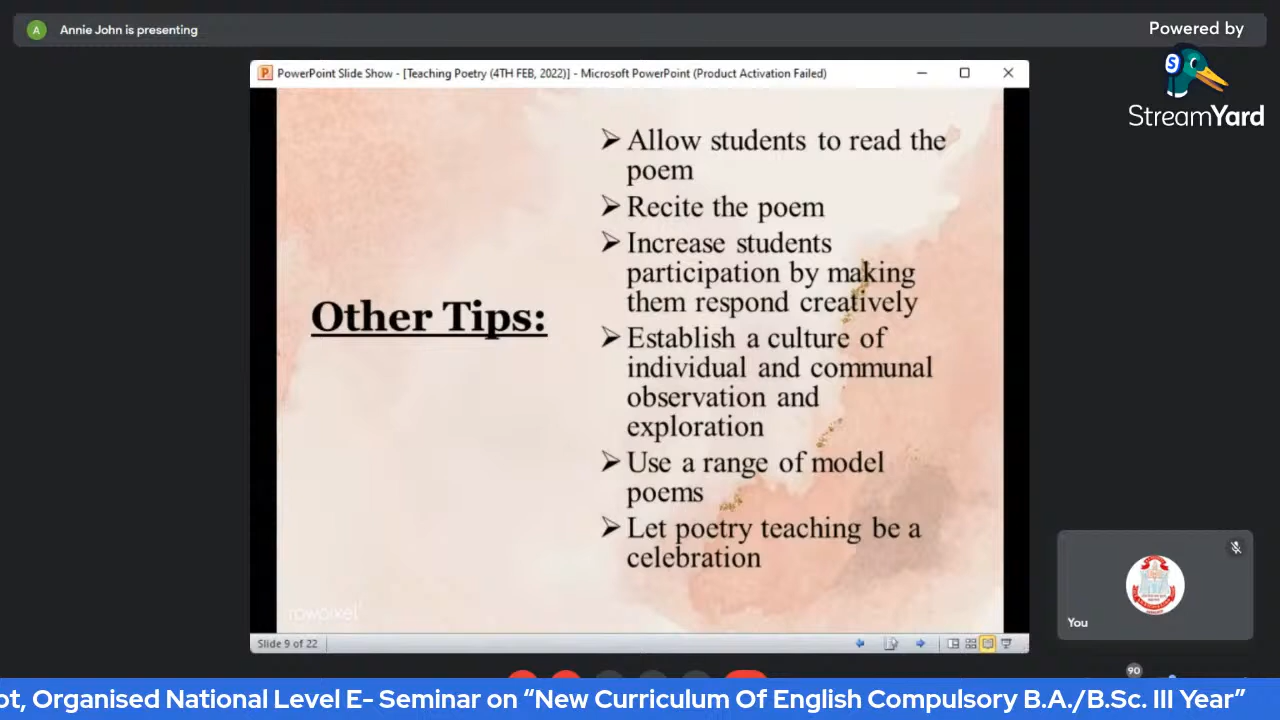 A
Annie John is presenting
Powered by
S
StreamYard
P PowerPoint Slide Show - [Teaching Poetry (4TH FEB, 2022)] - Microsoft PowerPoint (Product Activation Failed)
Other Tips:
Allow students to read the
poem
Recite the poem
Increase students
participation by making
them respond creatively
Establish a culture of
individual and communal
observation and
exploration
Use a range of model
poems
Let poetry teaching be a
celebration
rawpixel
Slide 9 of 22
You
90
ot, Organised National Level E- Seminar on “New Curriculum Of English Compulsory B.A./B.Sc. III Year”